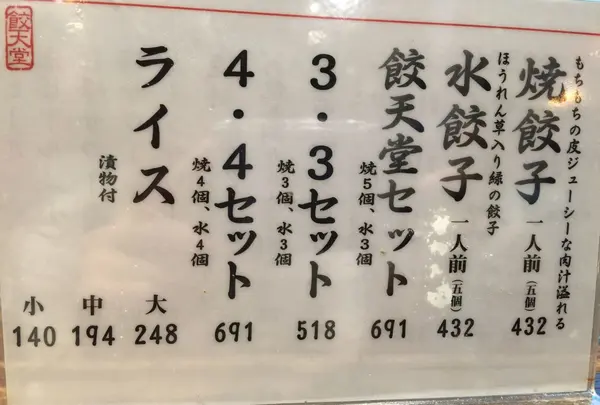 もちもちの皮ジューシーな肉汁溢れる
焼餃子 一人前(五個) 432
ほうれん草入り緑の餃子
水餃子 一人前(五個) 432
餃天堂セット 691
焼5個、水3個
3・3セット 518
焼3個、水3個
4・4セット 691
焼4個、水4個
ライス
漬物付
大 248
中 194
小 140
餃天堂